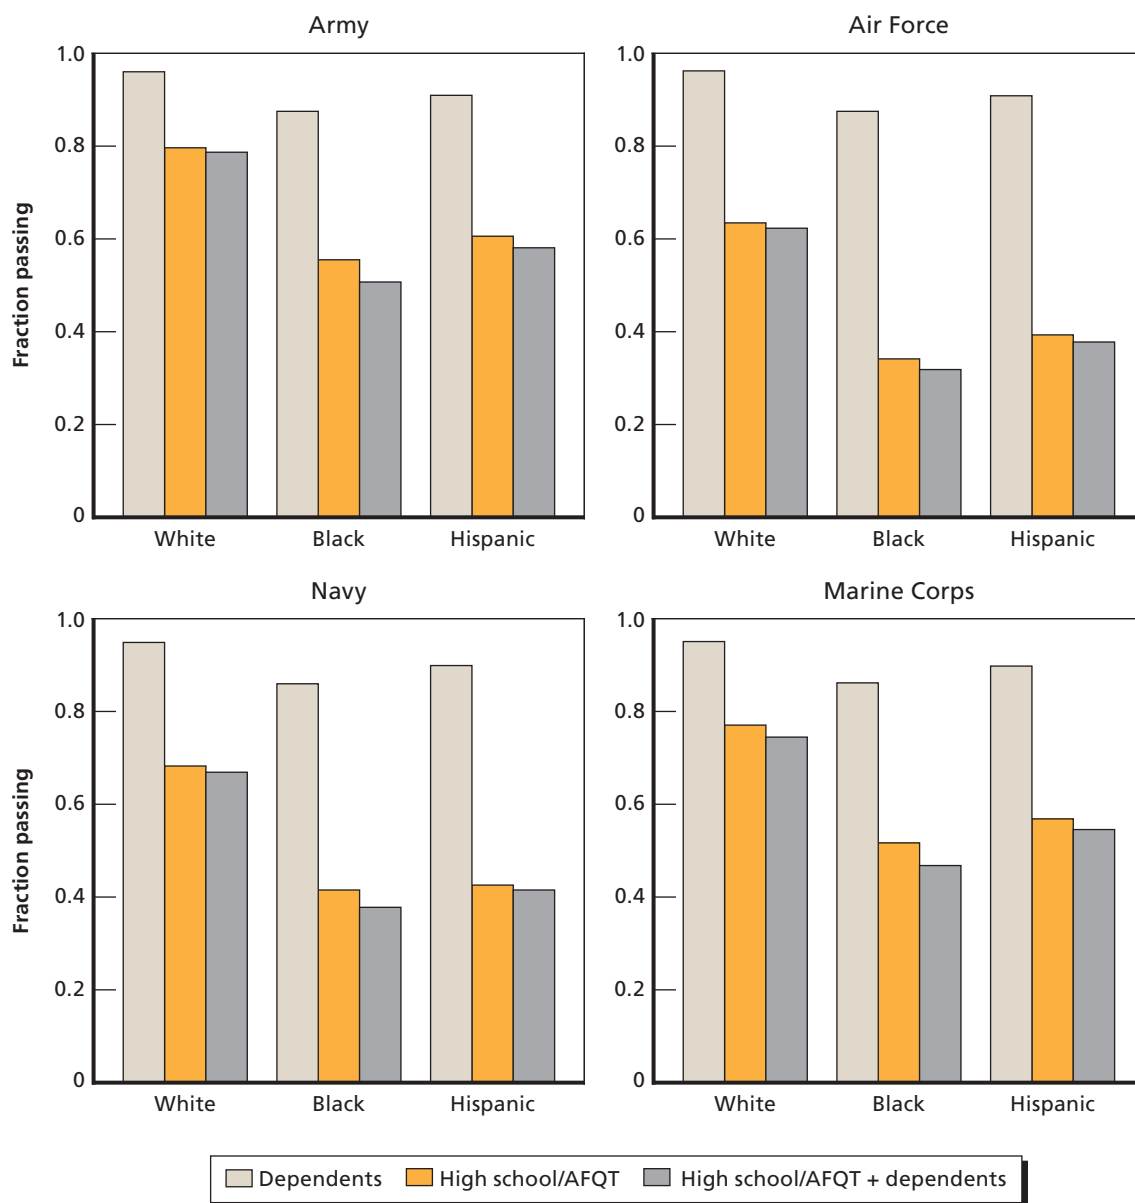 Army
Air Force
1.0
0.8
0.6
0.4
0.2
0
Fraction passing
White Black Hispanic
1.0
0.8
0.6
0.4
0.2
0
White Black Hispanic
Navy
Marine Corps
1.0
0.8
0.6
0.4
0.2
0
Fraction passing
White Black Hispanic
1.0
0.8
0.6
0.4
0.2
0
White Black Hispanic
Dependents High school/AFQT High school/AFQT + dependents